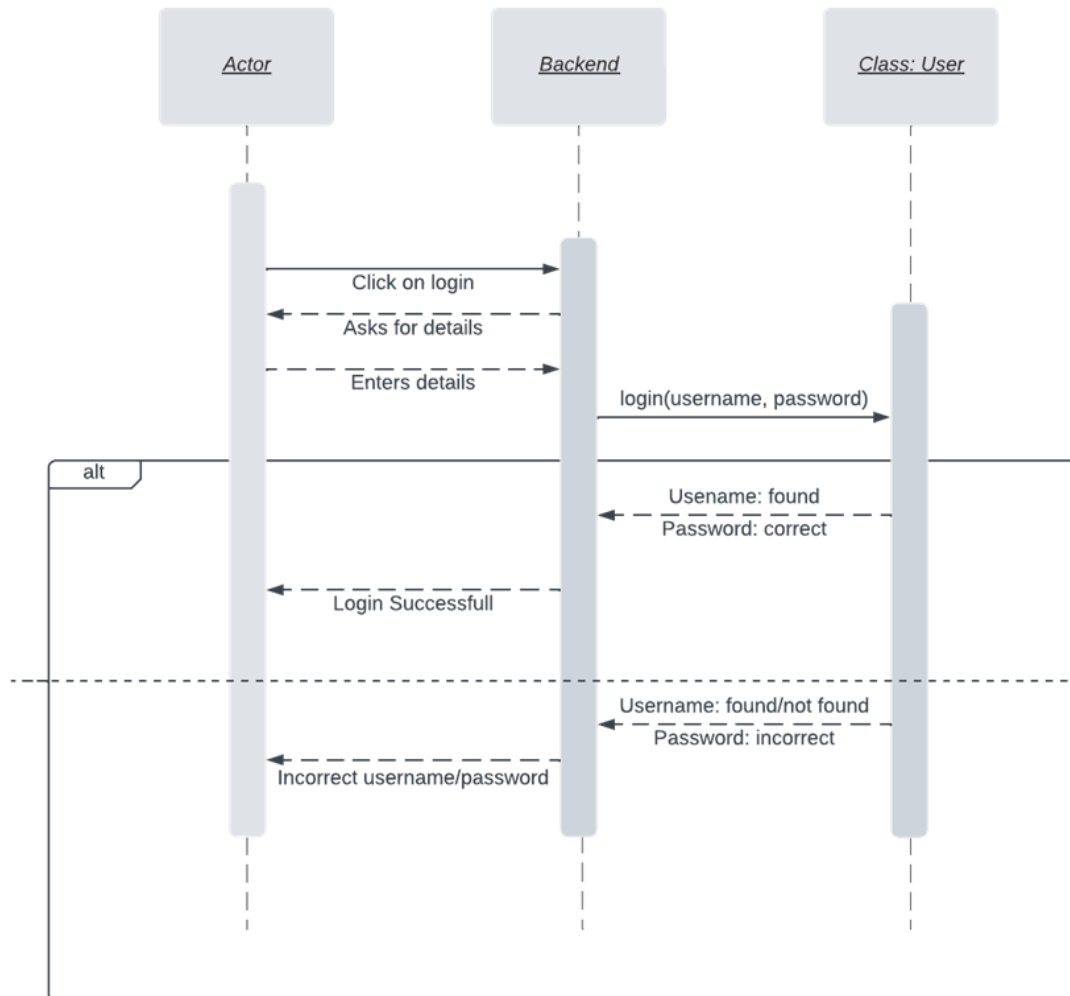 Actor
Backend
Class: User
Click on login
Asks for details
Enters details
login(username, password)
alt
Usename: found
Password: correct
Login Successfull
Username: found/not found
Password: incorrect
Incorrect username/password